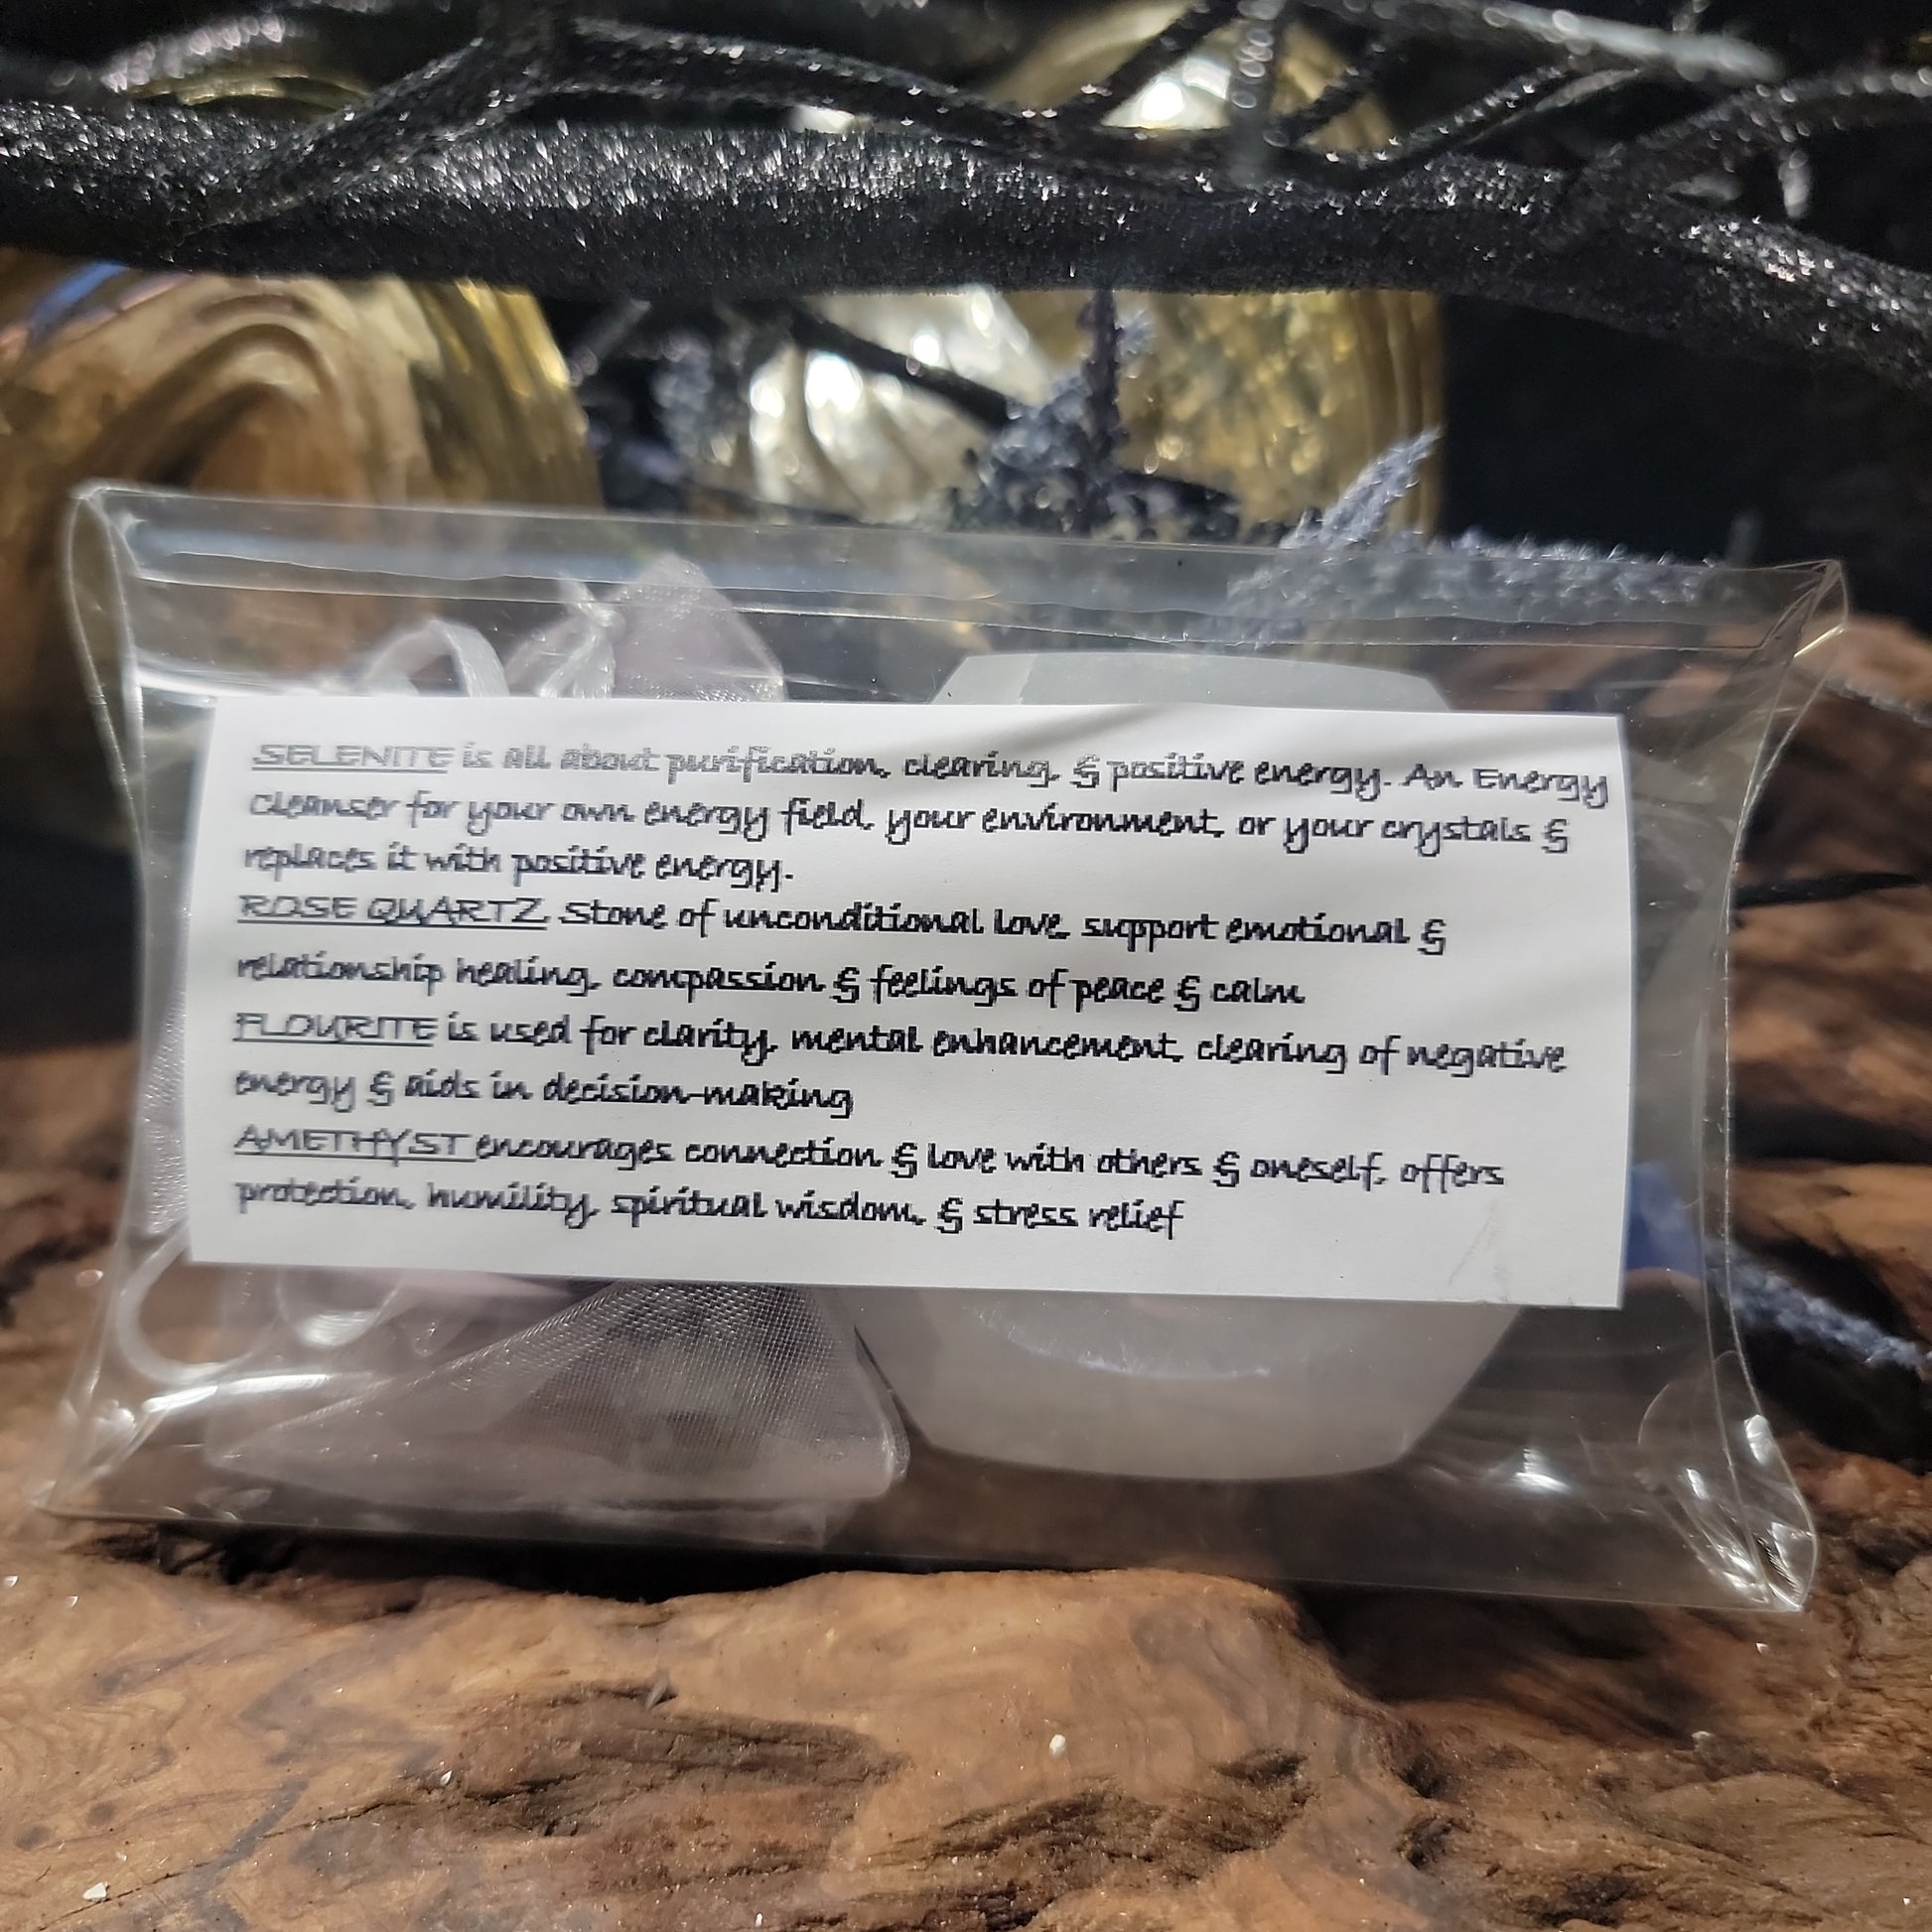 SELENITE is all about purification, clearing, & positive energy. An Energy
Cleanser for your own energy field, your environment, or your crystals &
replaces it with positive energy.
ROSE QUARTZ Stone of unconditional love, support emotional &
relationship healing, compassion & feelings of peace & calm
FLOURITE is used for clarity, mental enhancement, clearing of negative
energy & aids in decision-making
AMETHYST encourages connection & love with others & oneself, offers
protection, humility, spiritual wisdom, & stress relief